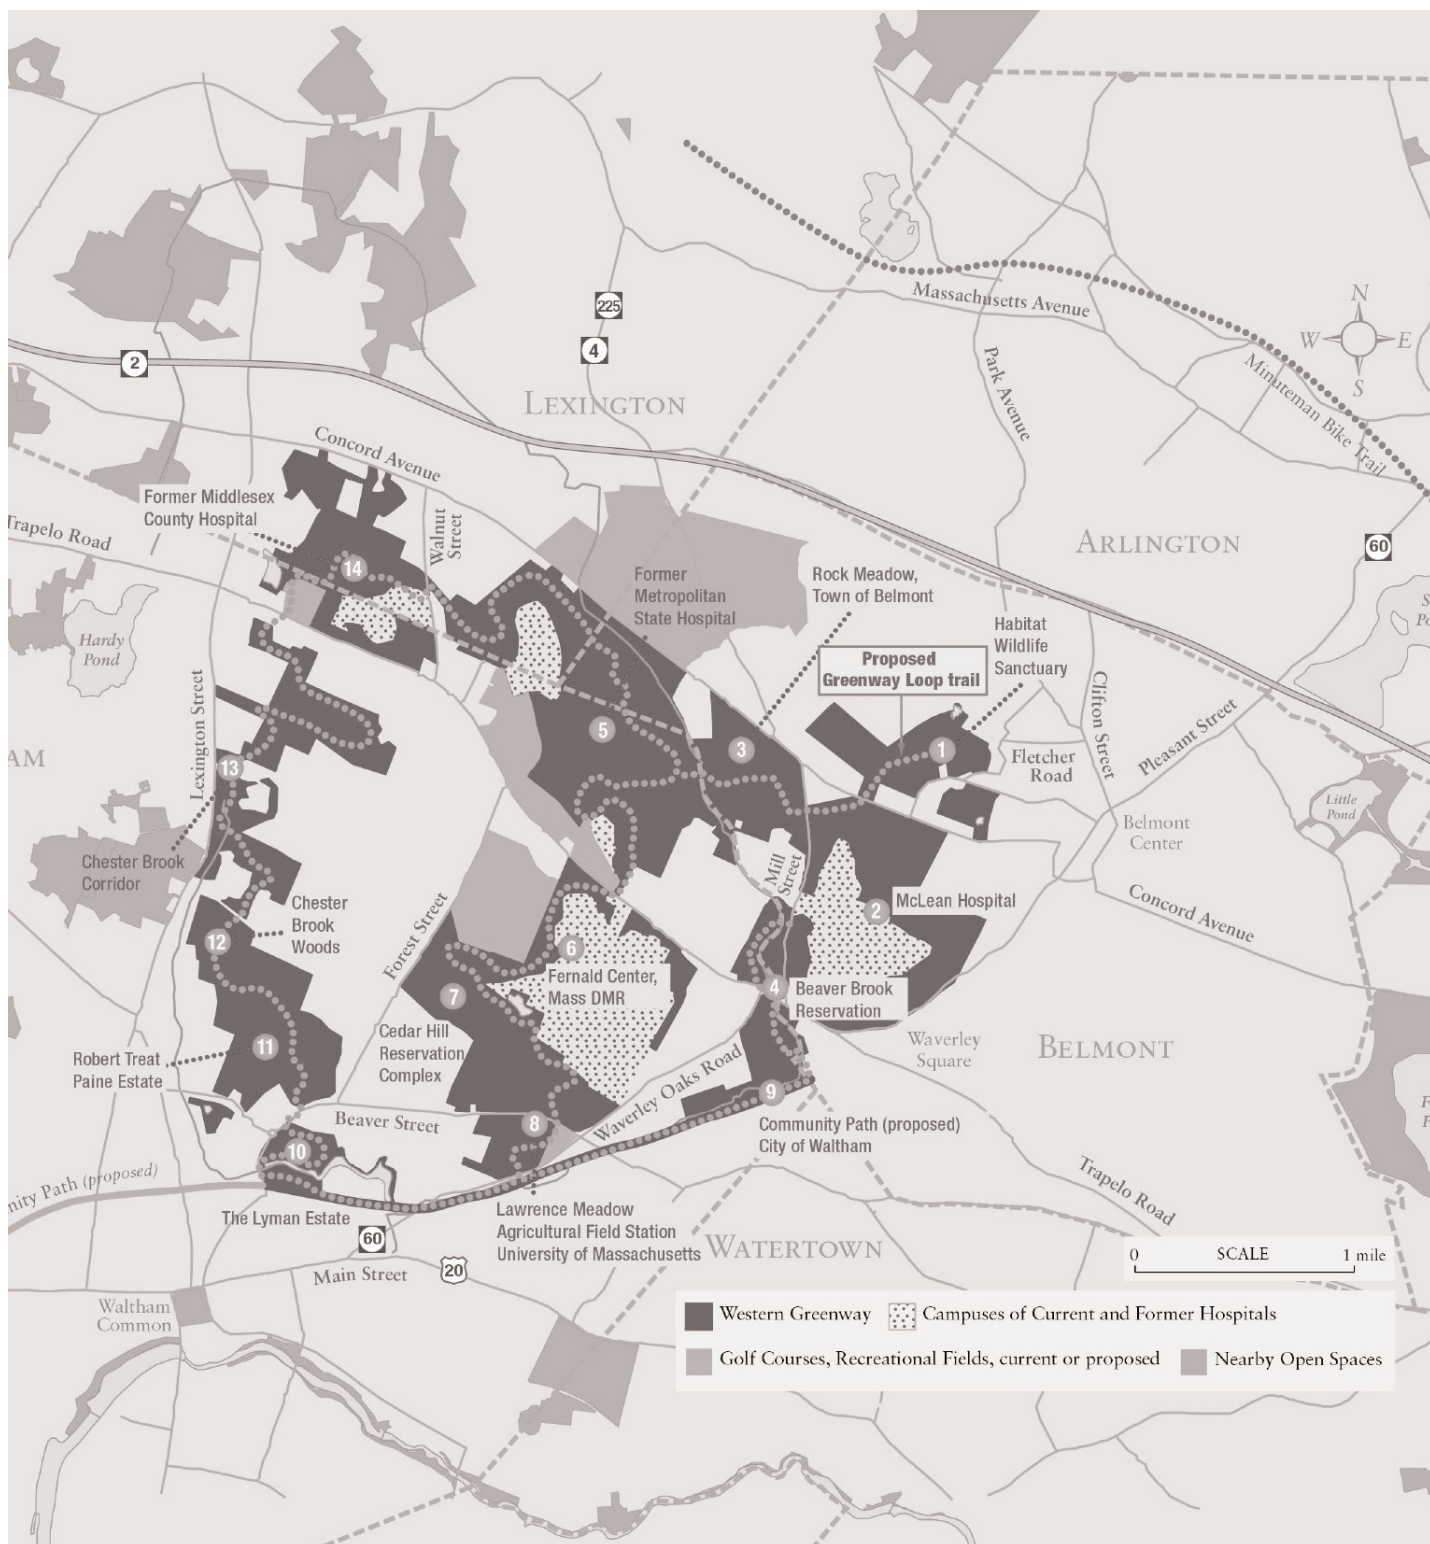 225
Massachusetts Avenue
N
W
E
S
4
2
Park Avenue
Minuteman Bike Trail
LEXINGTON
Concord Avenue
Former Middlesex
County Hospital
Trapelo Road
Walnut
Street
ARLINGTON
60
14
Former
Metropolitan
State Hospital
Rock Meadow,
Town of Belmont
Habitat
Wildlife
Sanctuary
Hardy
Pond
Proposed
Greenway Loop trail
Lexington Street
5
3
1
Clifton Street
Pleasant Street
Fletcher
Road
AM
13
Little
Pond
Belmont
Center
Chester Brook
Corridor
Mill
Street
Chester
Brook
Woods
McLean Hospital
2
Concord Avenue
Forest Street
12
6
Fernald Center,
Mass DMR
7
4
Beaver Brook
Reservation
Cedar Hill
Reservation
Complex
11
Robert Treat
Paine Estate
Waverley
Square
BELMONT
Waverley Oaks Road
9
Beaver Street
8
Community Path (proposed)
City of Waltham
10
nity Path (proposed)
Trapelo Road
The Lyman Estate
Lawrence Meadow
Agricultural Field Station
University of Massachusetts
60
WATERTOWN
Main Street
20
0 SCALE 1 mile
Waltham
Common
Western Greenway
Campuses of Current and Former Hospitals
Golf Courses, Recreational Fields, current or proposed
Nearby Open Spaces